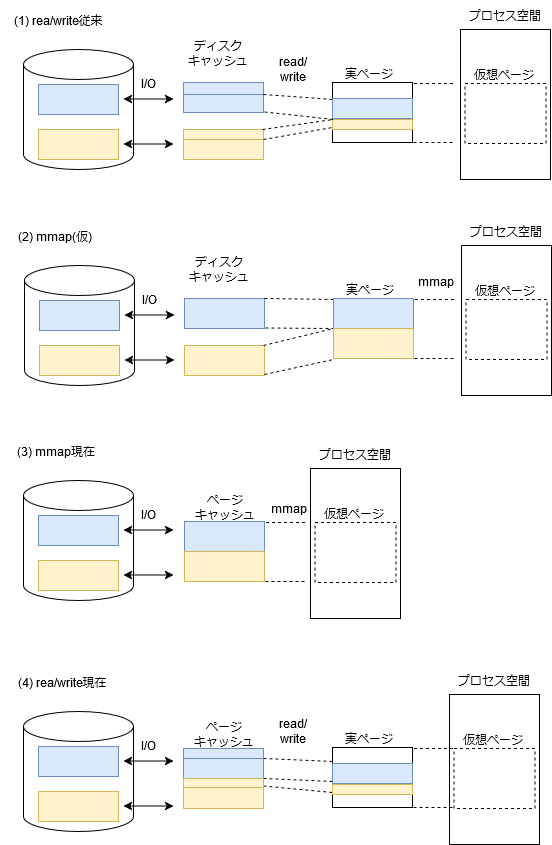 (1) rea/write従来
プロセス空間
ディスク
キャッシュ
read/
write
I/O
実ページ
仮想ページ
(2) mmap(仮)
プロセス空間
ディスク
キャッシュ
mmap
I/O
実ページ
仮想ページ
(3) mmap現在
プロセス空間
ページ
キャッシュ
mmap
I/O
仮想ページ
(4) rea/write現在
プロセス空間
ページ
キャッシュ
read/
write
I/O
実ページ
仮想ページ